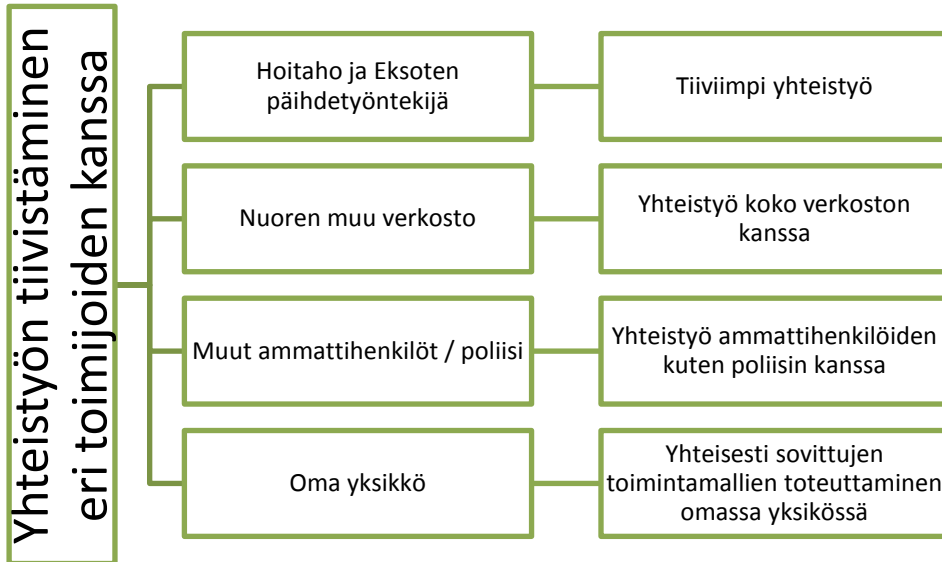 Yhteistyön tiivistäminen
eri toimijoiden kanssa
Hoitaho ja Eksoten
päihdetyöntekijä
Tiiviimpi yhteistyö
Nuoren muu verkosto
Yhteistyö koko verkoston
kanssa
Muut ammattihenkilöt / poliisi
Yhteistyö ammattihenkilöiden
kuten poliisin kanssa
Oma yksikkö
Yhteisesti sovittujen
toimintamallien toteuttaminen
omassa yksikössä